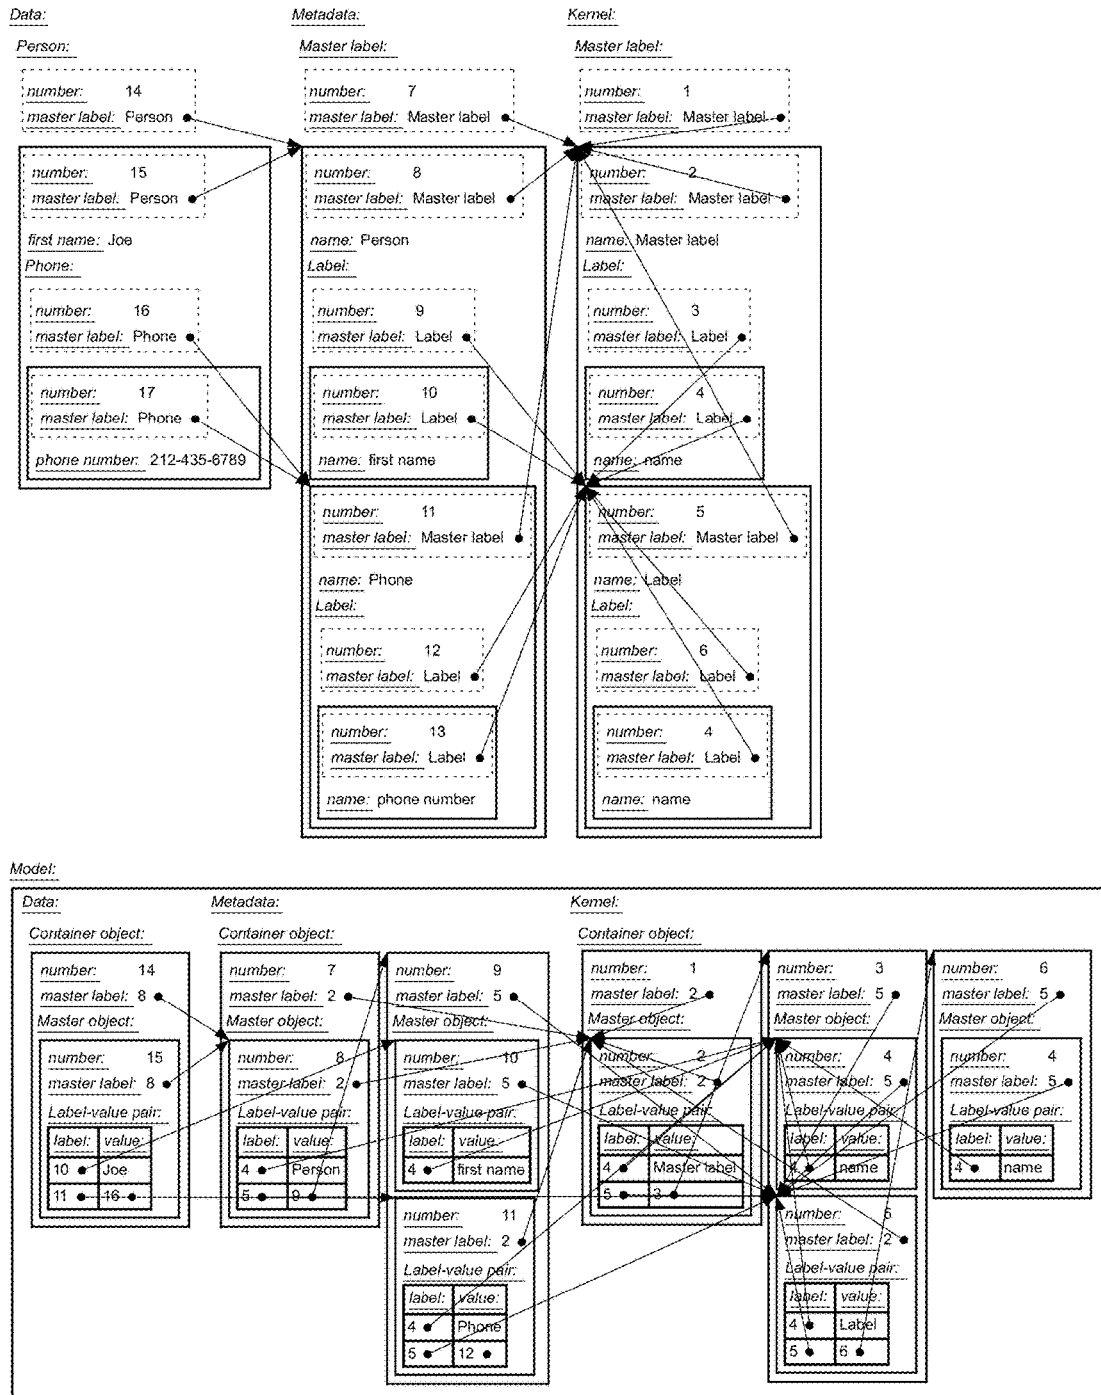 Data: Metadata: Kernel:
Person: Master label: Master label:
number: 14 number: 7 number: 1
master label: Person master label: Master label master label: Master label
number: 15 number: 8 number: 2
master label: Person master label: Master label master label: Master label
first name: Joe name: Person name: Master label
Phone: Label: Label:
number: 16 number: 9 number: 3
master label: Phone master label: Label master label: Label
number: 17 number: 10 number: 4
master label: Phone master label: Label master label: Label
phone number: 212-435-6789 name: first name name: name
number: 11 number: 5
master label: Master label master label: Master label
name: Phone name: Label
Label: Label:
number: 12 number: 6
master label: Label master label: Label
number: 13 number: 4
master label: Label master label: Label
name: phone number name: name
Model:
Data: Metadata: Kernel:
Container object: Container object: Container object:
number: 14 number: 7 number: 9 number: 1 number: 3 number: 6
master label: 8 master label: 2 master label: 5 master label: 2 master label: 5 master label: 5
Master object: Master object: Master object: Master object: Master object: Master object:
number: 15 number: 8 number: 10 number: 2 number: 4 number: 4
master label: 8 master label: 2 master label: 5 master label: 2 master label: 5 master label: 5
Label-value pair: Label-value pair: Label-value pair: Label-value pair: Label-value pair: Label-value pair:
label: value: label: value: label: value: label: value: label: value: label: value:
10 Joe 4 Person 4 first name 4 Master label 4 name 4 name
11 16 5 9 5 3
number: 11 number: 5
master label: 2 master label: 2
Label-value pair: Label-value pair:
label: value: label: value:
4 Phone 4 Label
5 12 5 6